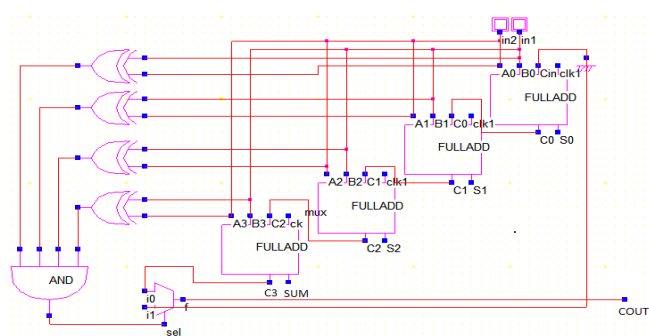 in2 in1
A0 B0 Cin clk1
FULLADD
C0 S0
A1 B1 C0 clk1
FULLADD
C1 S1
A2 B2 C1 clk1
FULLADD
C2 S2
mux
A3 B3 C2 ck
FULLADD
C3 SUM
AND
i0
i1
f
sel
COUT